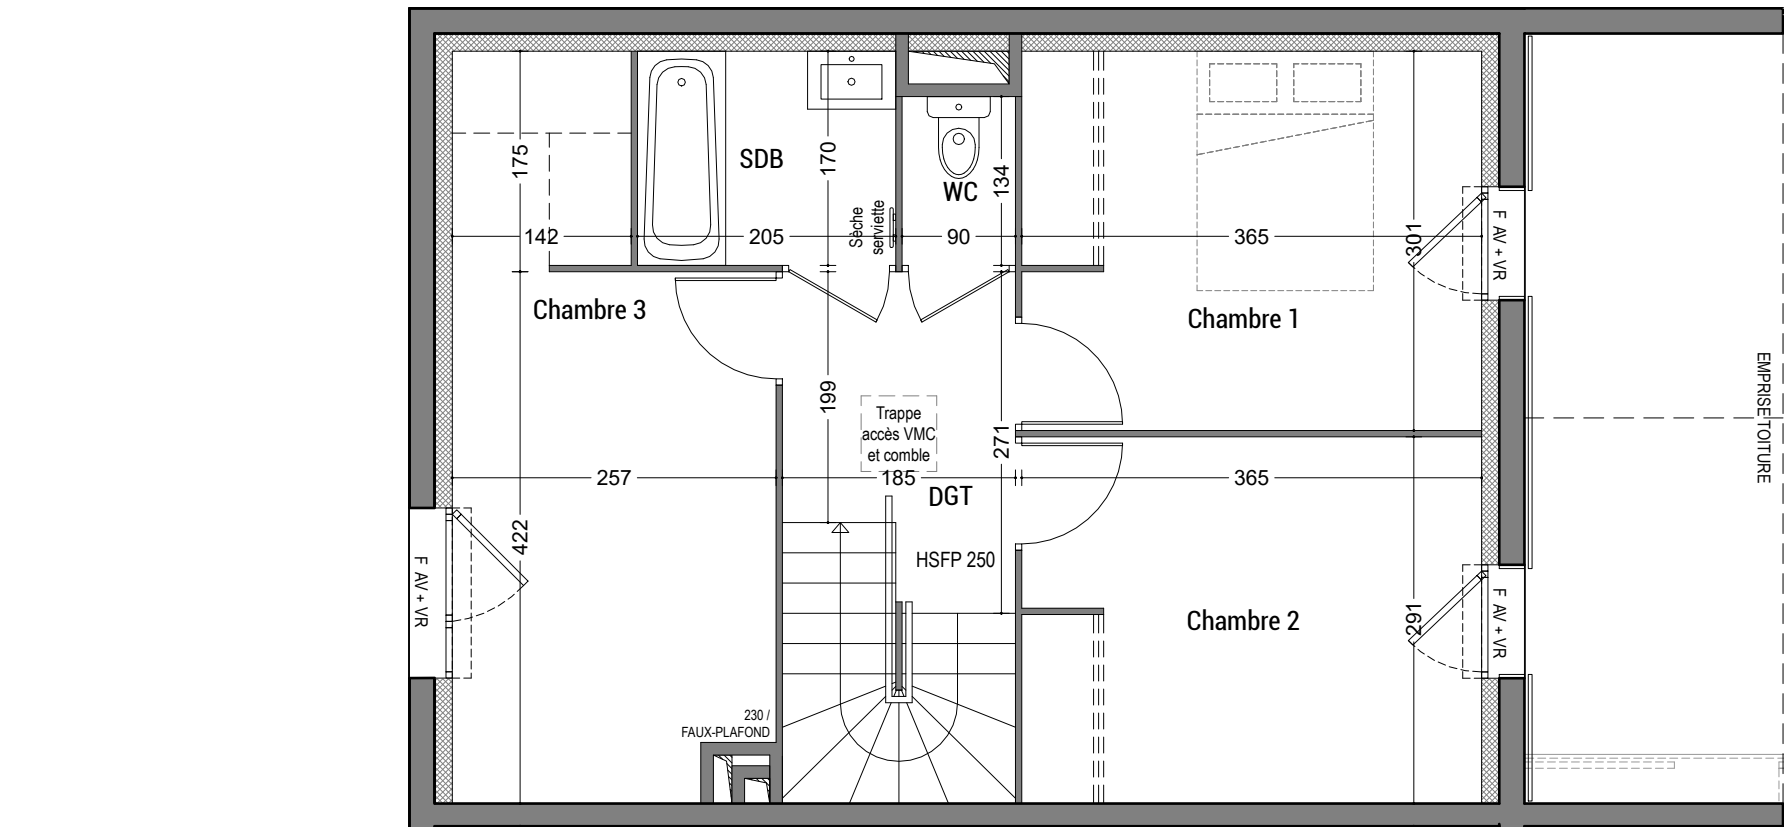 175
SDB
170
WC
134
142
205
Sèche
serviette
90
365
301
F AV + VR
Chambre 3
Chambre 1
199
Trappe
accès VMC
et comble
271
EMPRISE TOITURE
257
185
365
DGT
422
HSFP 250
F AV + VR
Chambre 2
291
F AV + VR
230 /
FAUX-PLAFOND